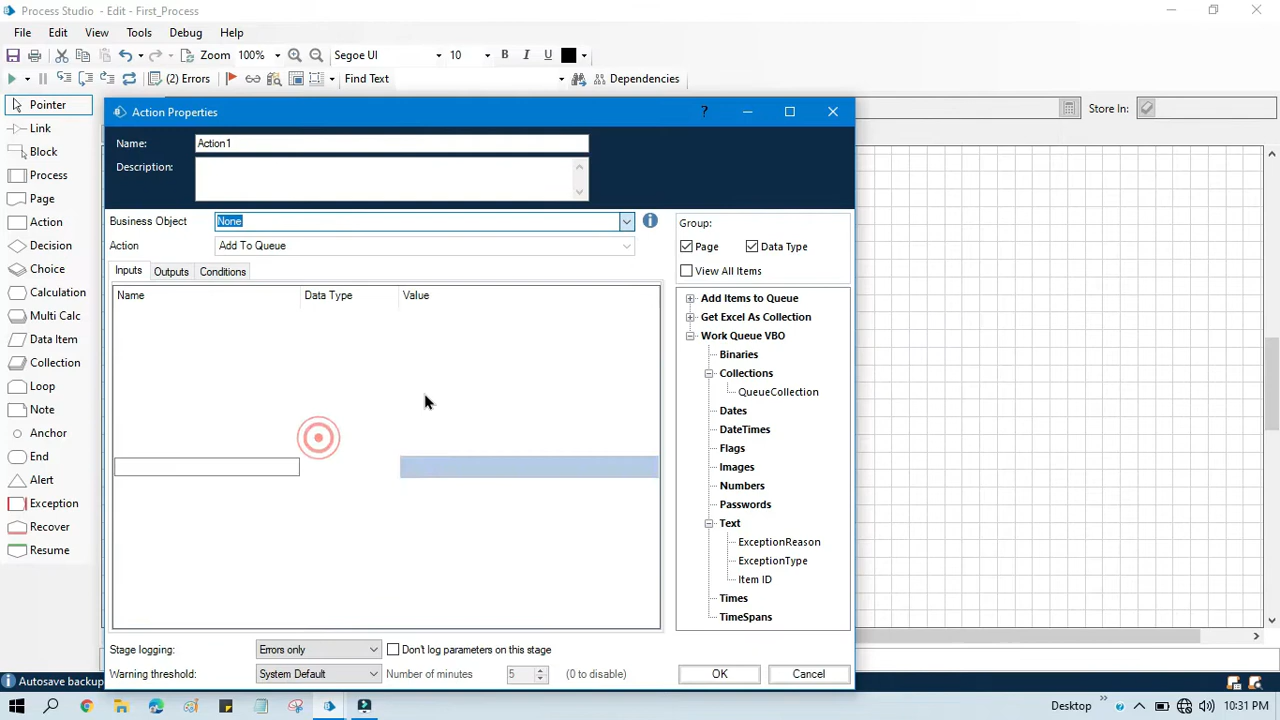 Process Studio - Edit - First_Process
File Edit View Tools Debug Help
Zoom 100% Segoe UI 10 B I U
(2) Errors Find Text Dependencies
Pointer
Link
Block
Process
Page
Action
Decision
Choice
Calculation
Multi Calc
Data Item
Collection
Loop
Note
Anchor
End
Alert
Exception
Recover
Resume
Store In:
Action Properties ?
Name: Action1
Description:
Business Object None
Action Add To Queue
Inputs Outputs Conditions
Name Data Type Value
Group:
Page Data Type
View All Items
Add Items to Queue
Get Excel As Collection
Work Queue VBO
Binaries
Collections
QueueCollection
Dates
DateTimes
Flags
Images
Numbers
Passwords
Text
ExceptionReason
ExceptionType
Item ID
Times
TimeSpans
Stage logging: Errors only Don't log parameters on this stage
Warning threshold: System Default Number of minutes 5 (0 to disable)
OK Cancel
Autosave backup
Desktop 10:31 PM